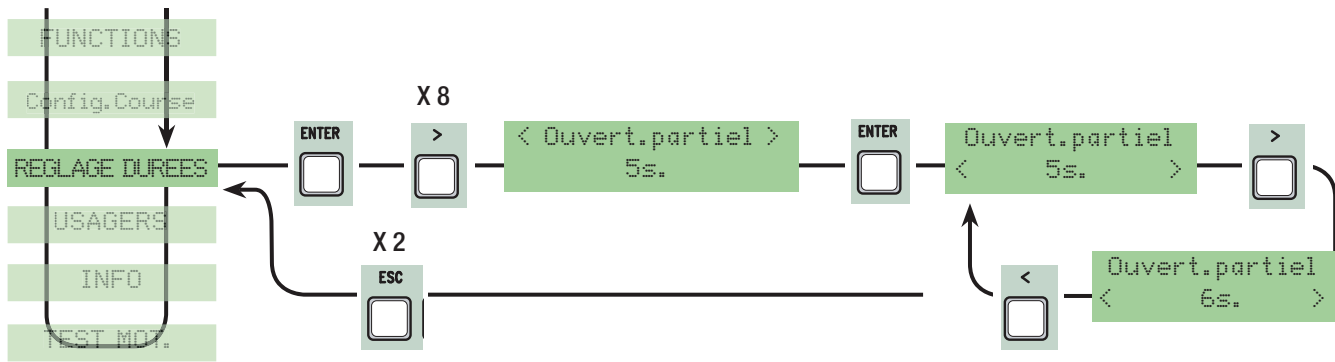 FUNCTIONS
Config.Course
REGLAGE DUREES
USAGERS
INFO
TEST MOT.
ENTER
X 8
>
< Ouvert.partiel >
5s.
ENTER
Ouvert.partiel
< 5s. >
>
X 2
ESC
<
Ouvert.partiel
< 6s. >